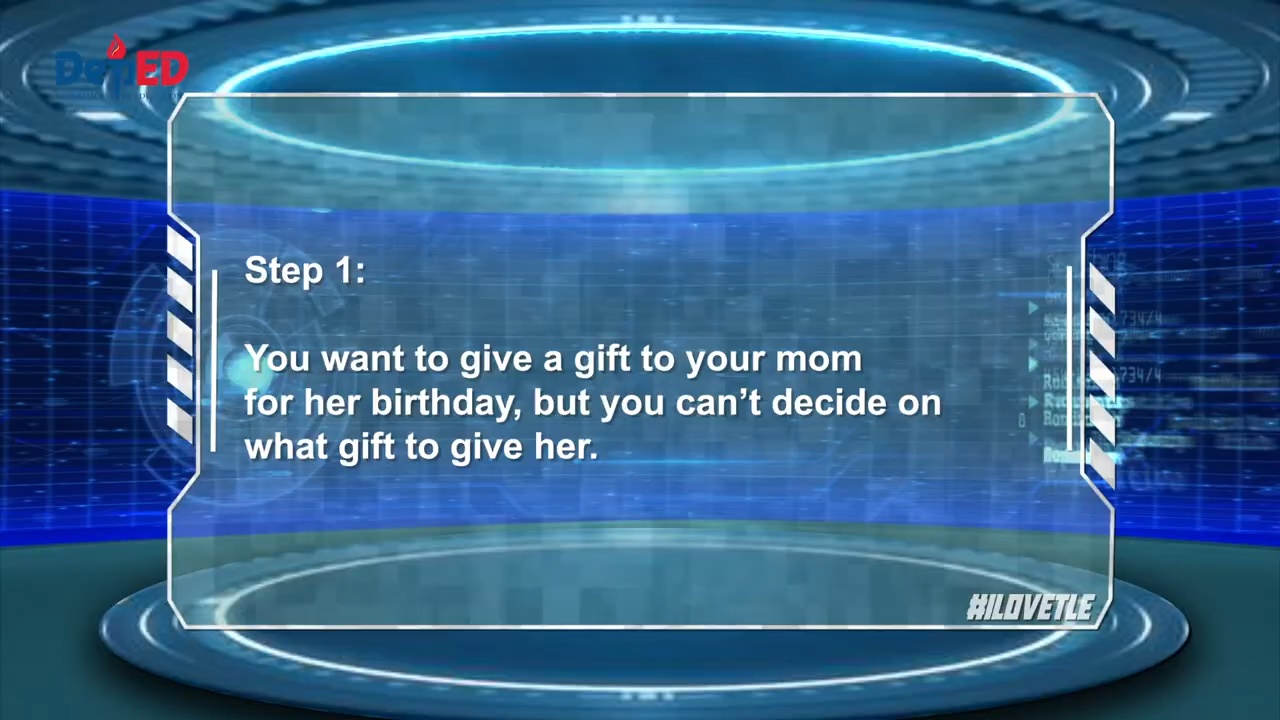 DepED
Step 1:
You want to give a gift to your mom
for her birthday, but you can’t decide on
what gift to give her.
#ILOVETLE